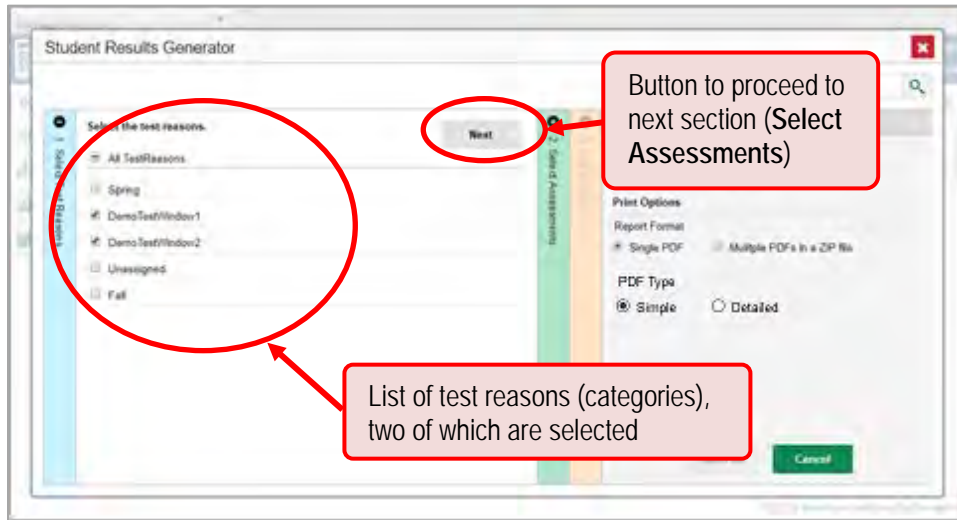 Student Results Generator
Button to proceed to
next section (Select
Assessments)
Select the test reasons.
Next
1 Select Test Reasons
All TestReasons
Spring
DemoTestWindow1
DemoTestWindow2
Unassigned
Fall
2 Select Assessments
Print Options
Report Format
Single PDF
Multiple PDFs in a ZIP file
PDF Type
Simple
Detailed
List of test reasons (categories),
two of which are selected
Cancel